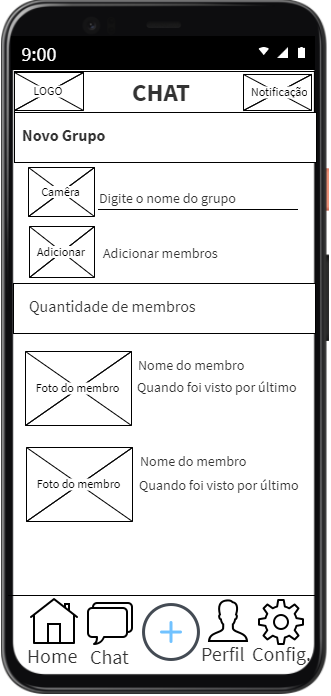 9:00
LOGO
CHAT
Notificação
Novo Grupo
Camêra
Digite o nome do grupo
Adicionar
Adicionar membros
Quantidade de membros
Foto do membro
Nome do membro
Quando foi visto por último
Foto do membro
Nome do membro
Quando foi visto por último
Home
Chat
Perfil
Config.